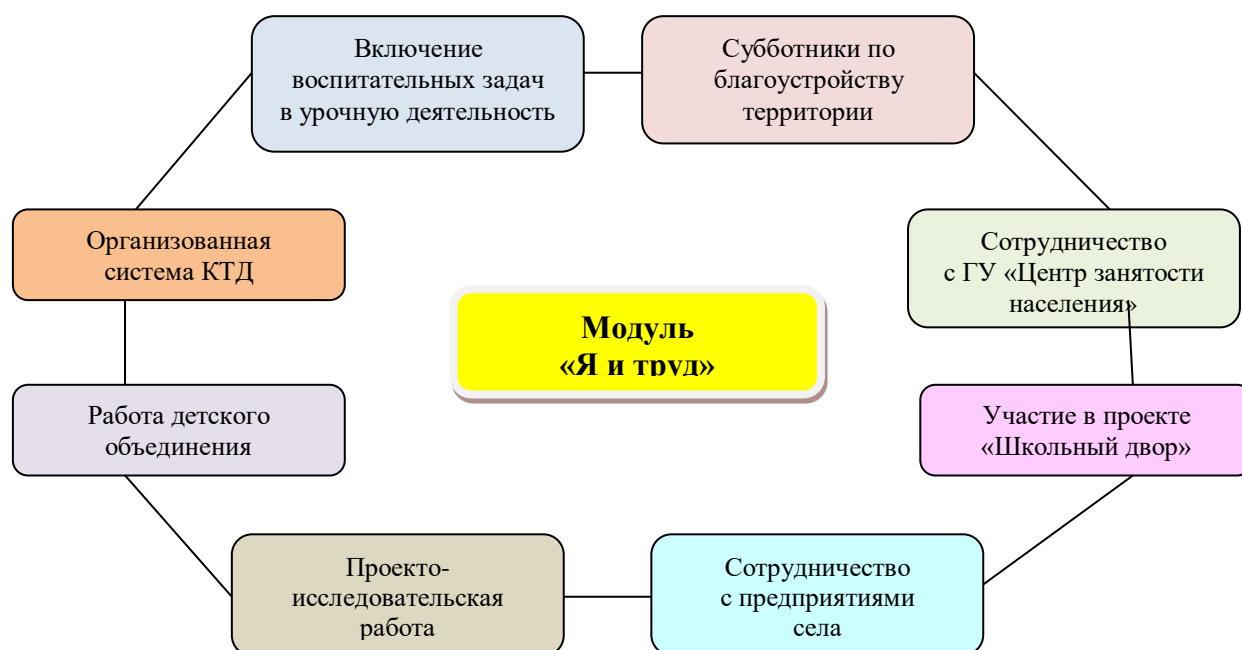 Включение
воспитательных задач
в урочную деятельность
Субботники по
благоустройству
территории
Организованная
система КТД
Сотрудничество
с ГУ «Центр занятости
населения»
Модуль
«Я и труд»
Работа детского
объединения
Участие в проекте
«Школьный двор»
Проекто-
исследовательская
работа
Сотрудничество
с предприятиями
села